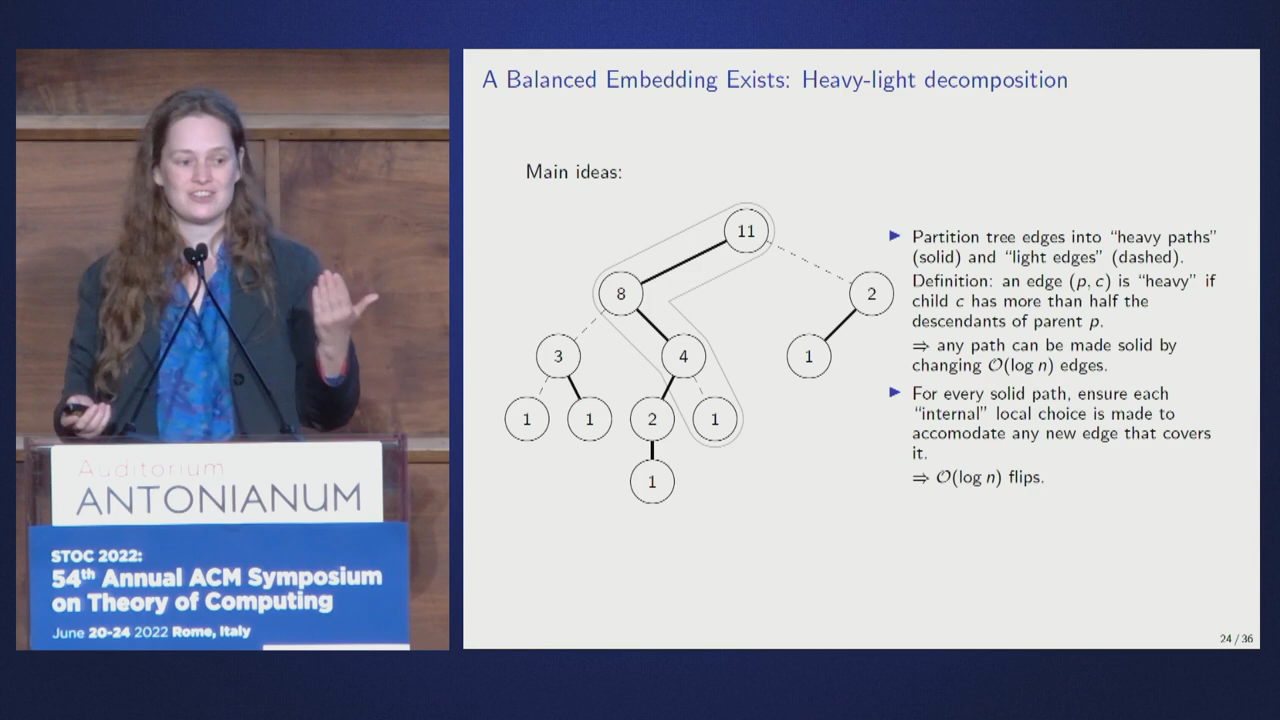 A Balanced Embedding Exists: Heavy-light decomposition
Main ideas:
11
8
2
3
4
1
1
1
2
1
1
▶ Partition tree edges into “heavy paths”
(solid) and “light edges” (dashed).
Definition: an edge (p, c) is “heavy” if
child c has more than half the
descendants of parent p.
⇒ any path can be made solid by
changing O(log n) edges.
▶ For every solid path, ensure each
“internal” local choice is made to
accomodate any new edge that covers
it.
⇒ O(log n) flips.
24 / 36
Auditorium
ANTONIANUM
STOC 2022:
54th Annual ACM Symposium
on Theory of Computing
June 20-24 2022 Rome, Italy